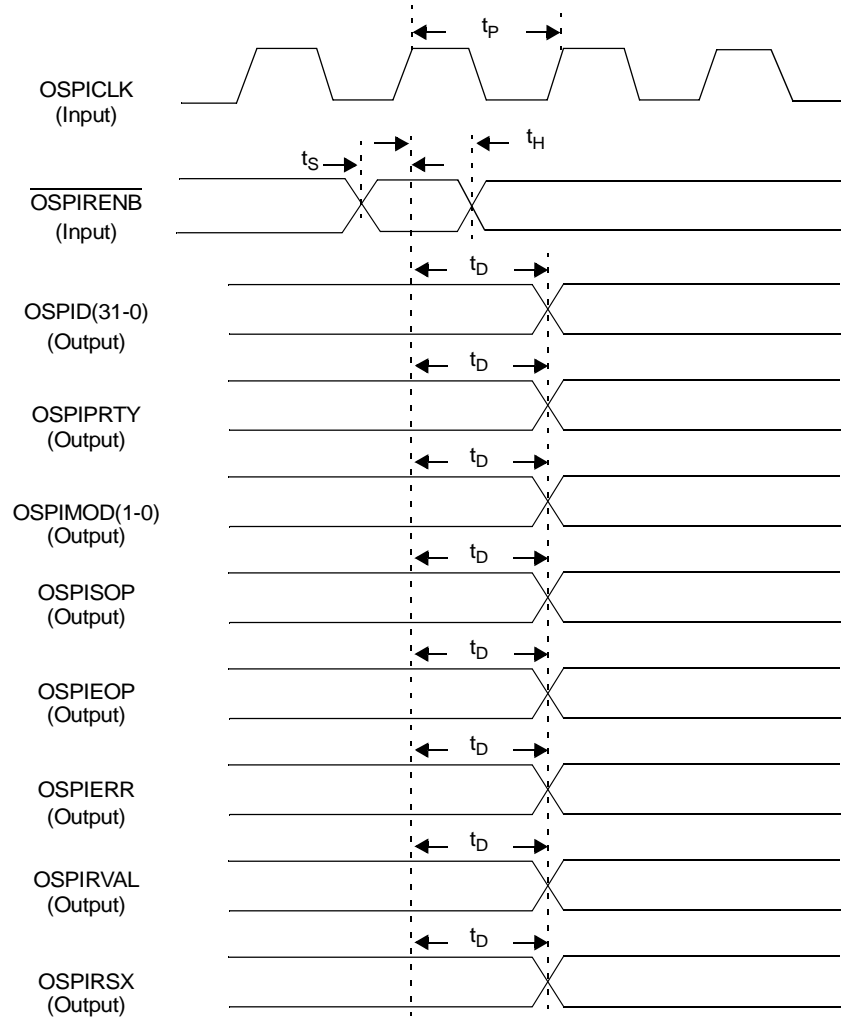 tP
OSPICLK
(Input)
tH
tS
OSPIRENB
(Input)
tD
OSPID(31-0)
(Output)
tD
OSPIPRTY
(Output)
tD
OSPIMOD(1-0)
(Output)
tD
OSPISOP
(Output)
tD
OSPIEOP
(Output)
tD
OSPIERR
(Output)
tD
OSPIRVAL
(Output)
tD
OSPIRSX
(Output)